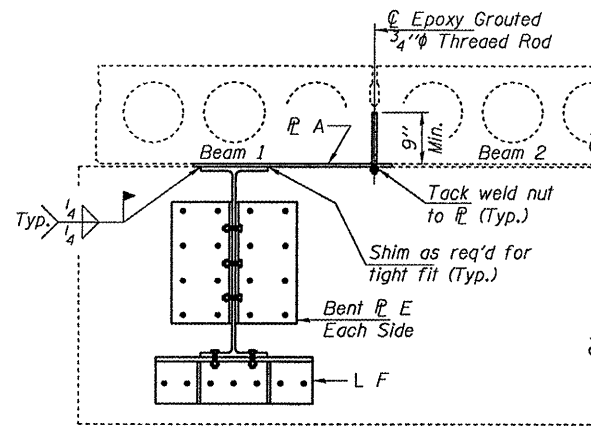 ℄ Epoxy Grouted
3/4"ϕ Threaed Rod
Beam 1
℄ A
9" Min.
Beam 2
Typ. 1/4 1/4
Tack weld nut
to ℄ (Typ.)
Shim as req'd for
tight fit (Typ.)
Bent ℄ E
Each Side
L F